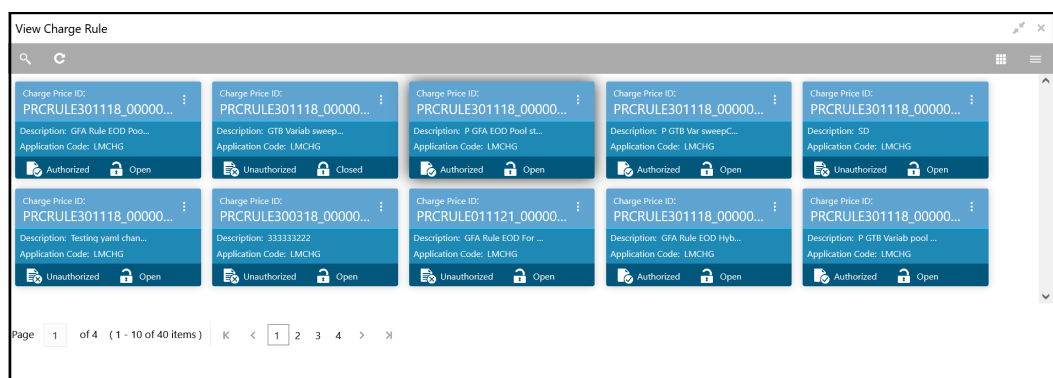 View Charge Rule
Charge Price ID:
PRCRULE301118_00000...
Description: GFA Rule EOD Poo...
Application Code: LMCHG
Authorized Open
Charge Price ID:
PRCRULE301118_00000...
Description: GTB Variab sweep...
Application Code: LMCHG
Unauthorized Closed
Charge Price ID:
PRCRULE301118_00000...
Description: P GFA EOD Pool st...
Application Code: LMCHG
Authorized Open
Charge Price ID:
PRCRULE301118_00000...
Description: P GTB Var sweepC...
Application Code: LMCHG
Authorized Open
Charge Price ID:
PRCRULE301118_00000...
Description: SD
Application Code: LMCHG
Unauthorized Open
Charge Price ID:
PRCRULE301118_00000...
Description: Testing yaml chan...
Application Code: LMCHG
Unauthorized Open
Charge Price ID:
PRCRULE300318_00000...
Description: 333333222
Application Code: LMCHG
Unauthorized Open
Charge Price ID:
PRCRULE011121_00000...
Description: GFA Rule EOD For ...
Application Code: LMCHG
Unauthorized Open
Charge Price ID:
PRCRULE301118_00000...
Description: GFA Rule EOD Hyb...
Application Code: LMCHG
Authorized Open
Charge Price ID:
PRCRULE301118_00000...
Description: P GTB Variab pool ...
Application Code: LMCHG
Authorized Open
Page 1 of 4 ( 1 - 10 of 40 items ) 1 2 3 4